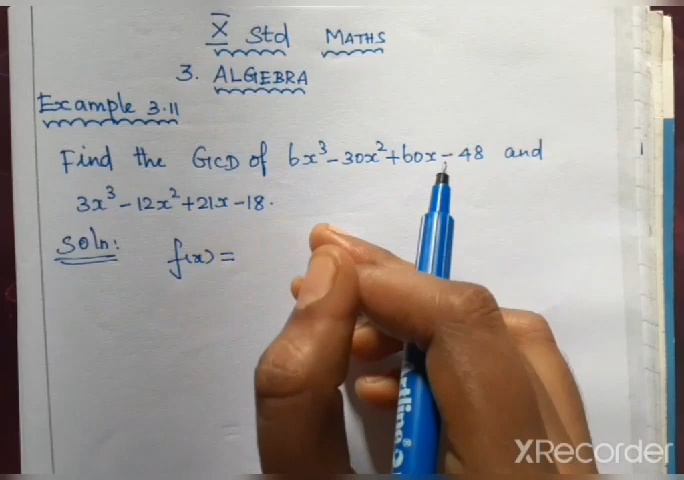 X Std MATHS
3. ALGEBRA
Example 3.11
Find the GCD of 6x³ - 30x² + 60x - 48 and
3x³ - 12x² + 21x - 18.
Soln: f(x) =
Artline
XRecorder